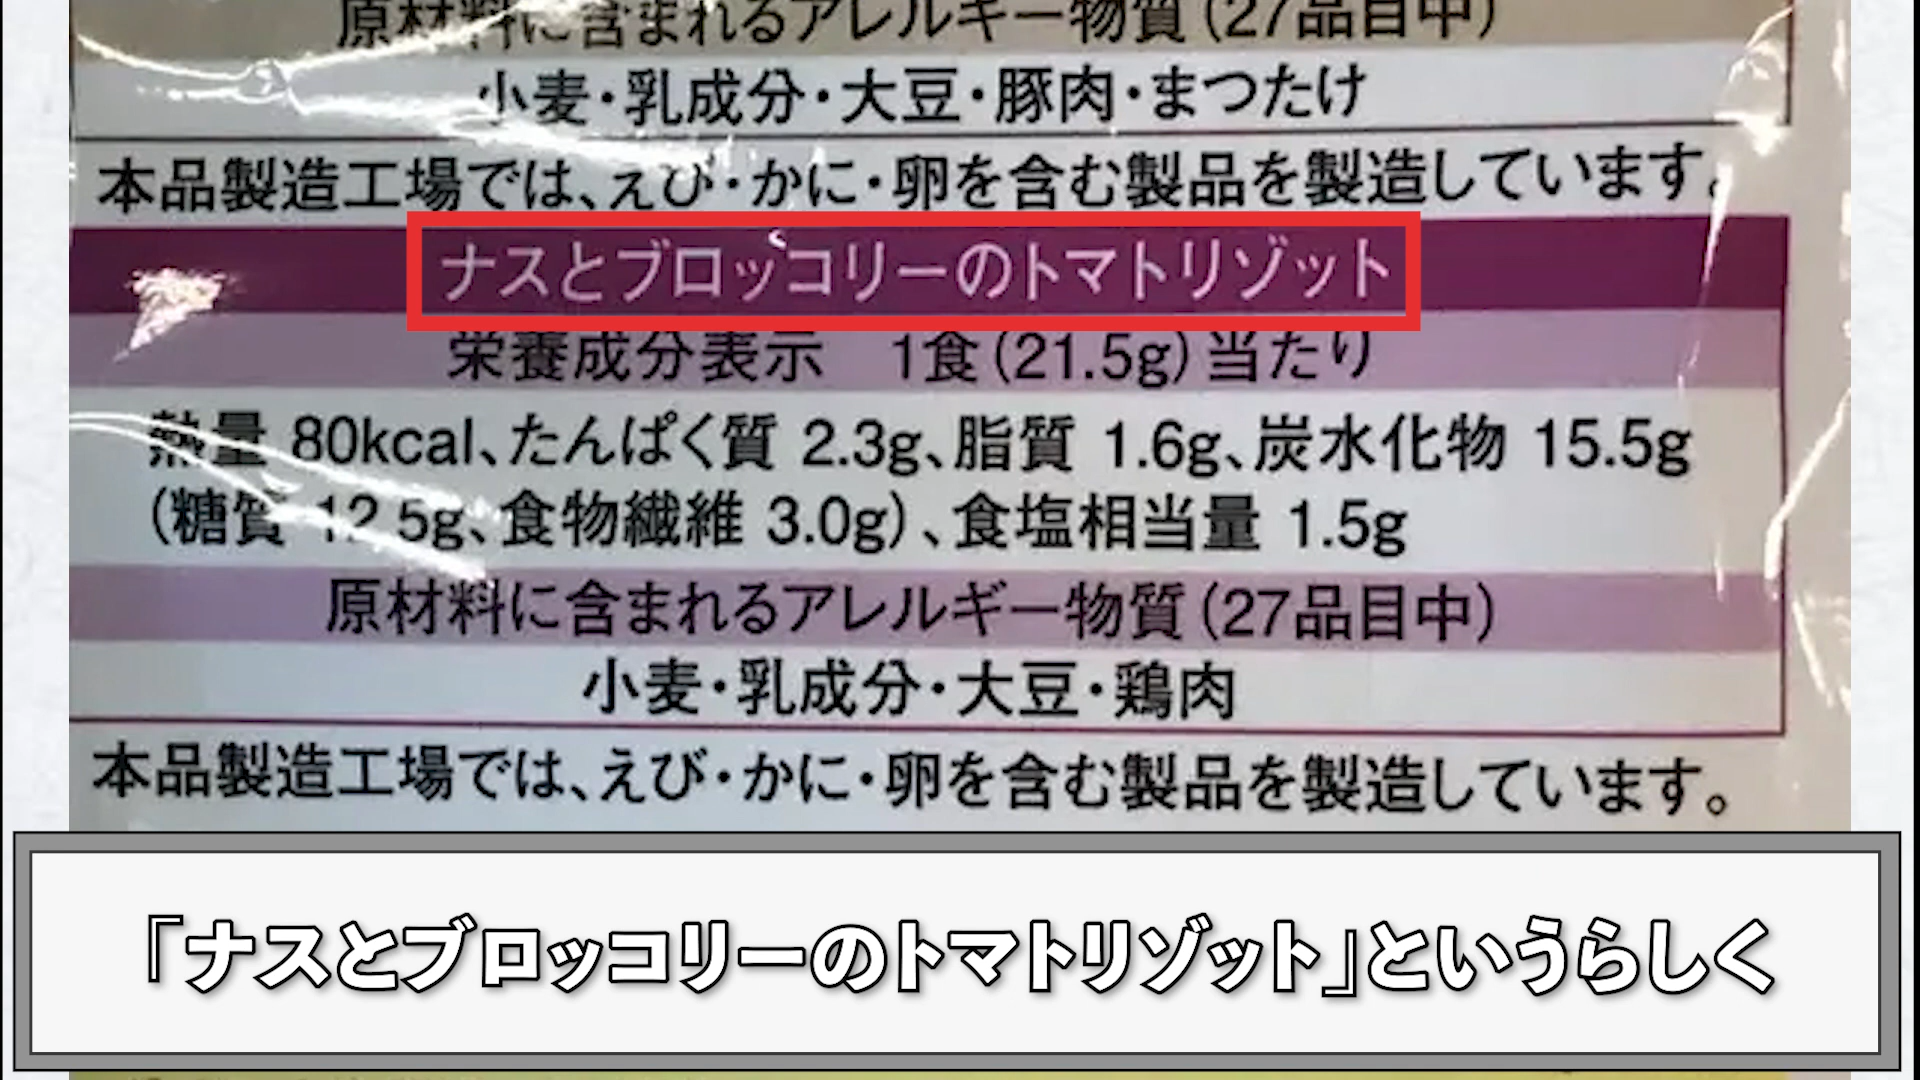 原材料に含まれるアレルギー物質(27品目中)
小麦・乳成分・大豆・豚肉・まつたけ
本品製造工場では、えび・かに・卵を含む製品を製造しています。
ナスとブロッコリーのトマトリゾット
栄養成分表示 1食(21.5g)当たり
熱量 80kcal、たんぱく質 2.3g、脂質 1.6g、炭水化物 15.5g
(糖質 12.5g、食物繊維 3.0g)、食塩相当量 1.5g
原材料に含まれるアレルギー物質(27品目中)
小麦・乳成分・大豆・鶏肉
本品製造工場では、えび・かに・卵を含む製品を製造しています。
「ナスとブロッコリーのトマトリゾット」というらしく